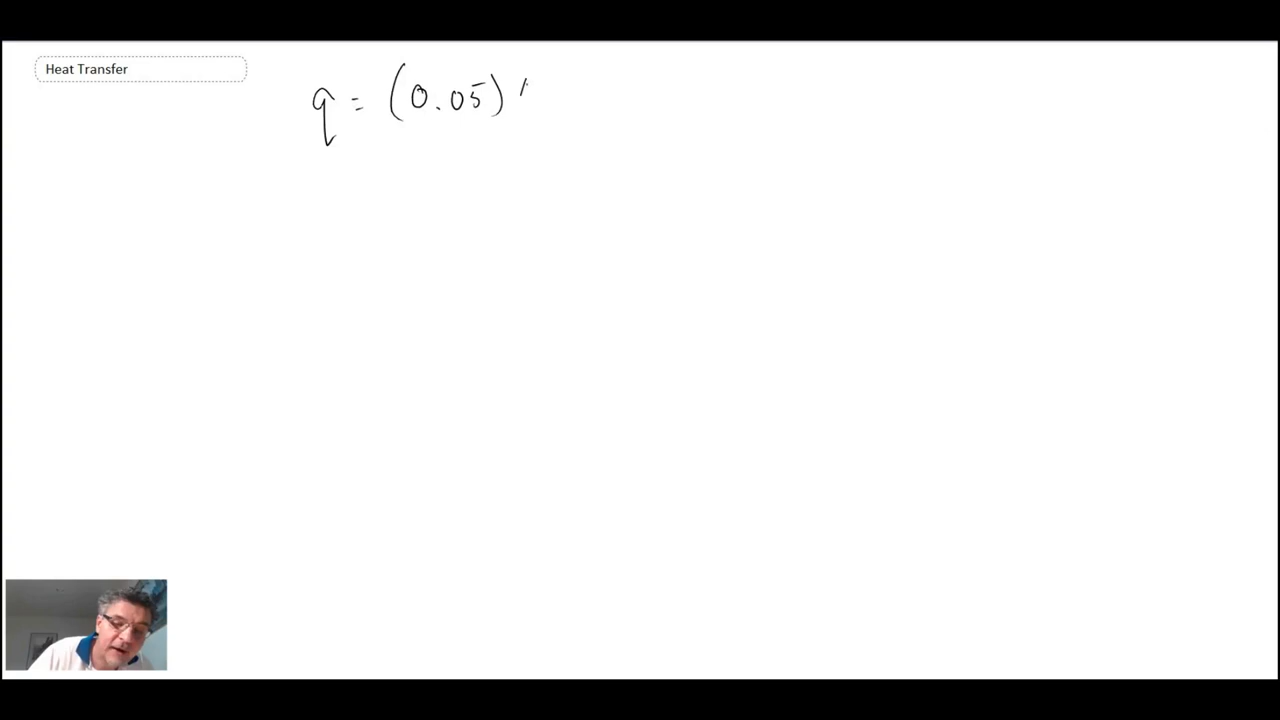 Heat Transfer
q = (0.05)